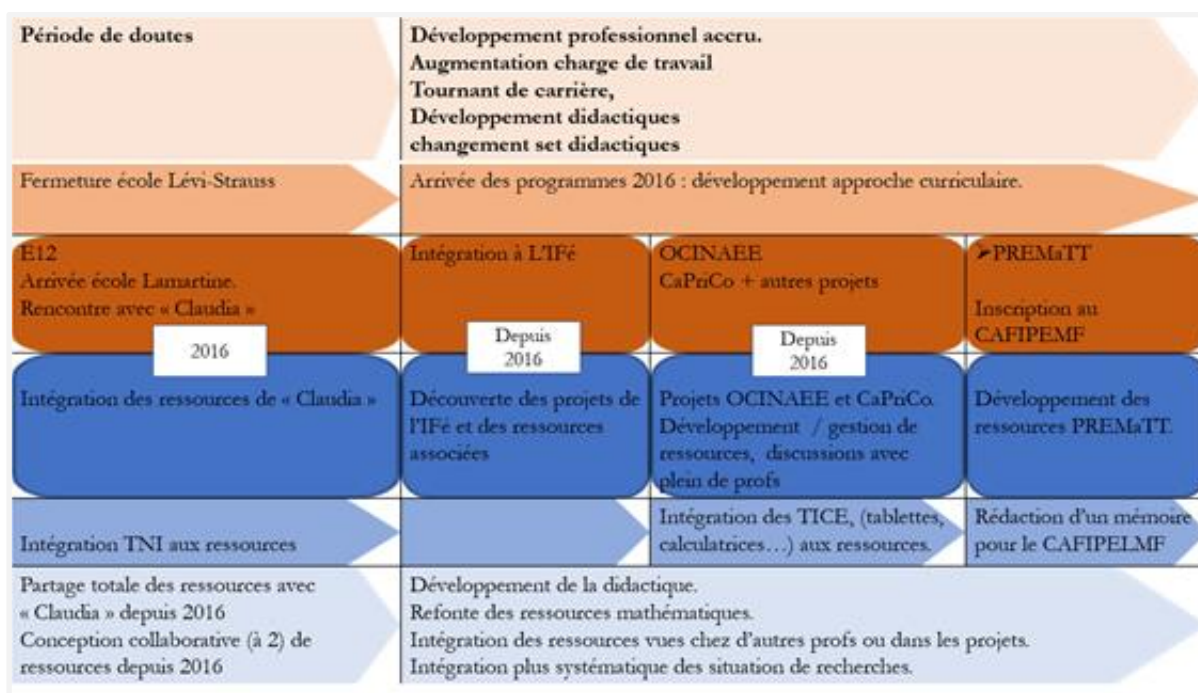 Période de doutes
Développement professionnel accru.
Augmentation charge de travail
Tournant de carrière,
Développement didactiques
changement set didactiques
Fermeture école Lévi-Strauss
Arrivée des programmes 2016 : développement approche curriculaire.
E12
Arrivée école Lamartine.
Rencontre avec « Claudia »
Intégration à L'IFé
OCINAEE
CaPriCo + autres projets
➤PREMaTT
Inscription au
CAFIPEMF
2016
Depuis
2016
Depuis
2016
Intégration des ressources de « Claudia »
Découverte des projets de
l'IFé et des ressources
associées
Projets OCINAEE et CaPriCo.
Développement / gestion de
ressources, discussions avec
plein de profs
Développement des
ressources PREMaTT.
Intégration TNI aux ressources
Intégration des TICE, (tablettes,
calculatrices…) aux ressources.
Rédaction d'un mémoire
pour le CAFIPELMF
Partage totale des ressources avec
« Claudia » depuis 2016
Conception collaborative (à 2) de
ressources depuis 2016
Développement de la didactique.
Refonte des ressources mathématiques.
Intégration des ressources vues chez d'autres profs ou dans les projets.
Intégration plus systématique des situation de recherches.